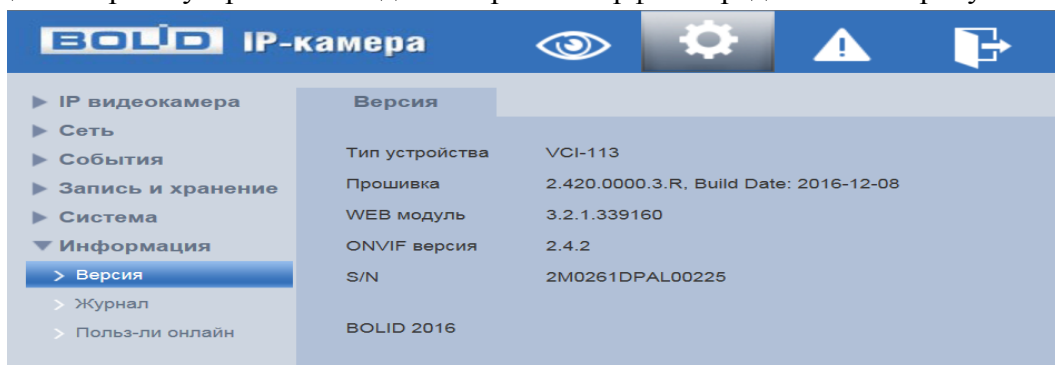 BOLID IP-камера
IP видеокамера
Сеть
События
Запись и хранение
Система
Информация
Версия
Журнал
Польз-ли онлайн
Версия
Тип устройства VCI-113
Прошивка 2.420.0000.3.R, Build Date: 2016-12-08
WEB модуль 3.2.1.339160
ONVIF версия 2.4.2
S/N 2M0261DPAL00225
BOLID 2016